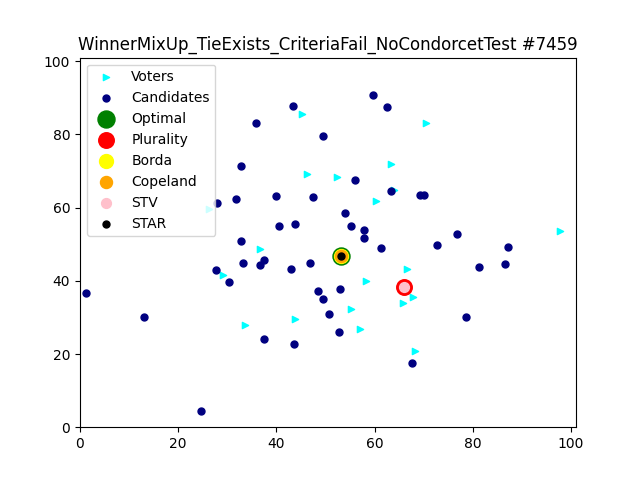 WinnerMixUp_TieExists_CriteriaFail_NoCondorcetTest #7459
100
80
60
40
20
0
Voters
Candidates
Optimal
Plurality
Borda
Copeland
STV
STAR
0 20 40 60 80 100